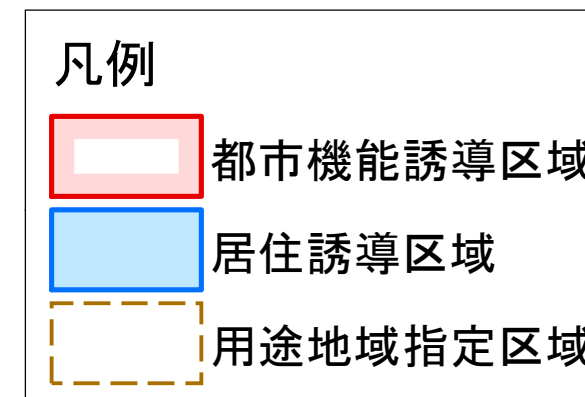 凡例
都市機能誘導区域
居住誘導区域
用途地域指定区域